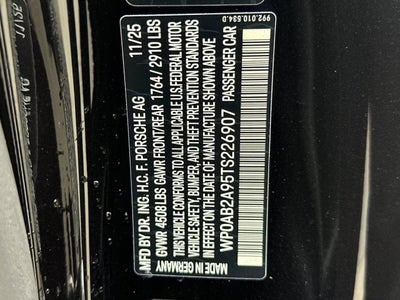 992.010.534.0
11/25
MFD BY DR. ING. H.C. F. PORSCHE AG
GVWR 4508 LBS GAWR FRONT/REAR 1764 / 2910 LBS
THIS VEHICLE CONFORMS TO ALL APPLICABLE U.S.FEDERAL MOTOR
VEHICLE SAFETY, BUMPER, AND THEFT PREVENTION STANDARDS
IN EFFECT ON THE DATE OF MANUFACTURE SHOWN ABOVE.
WP0AB2A95TS226907 PASSENGER CAR
MADE IN GERMANY